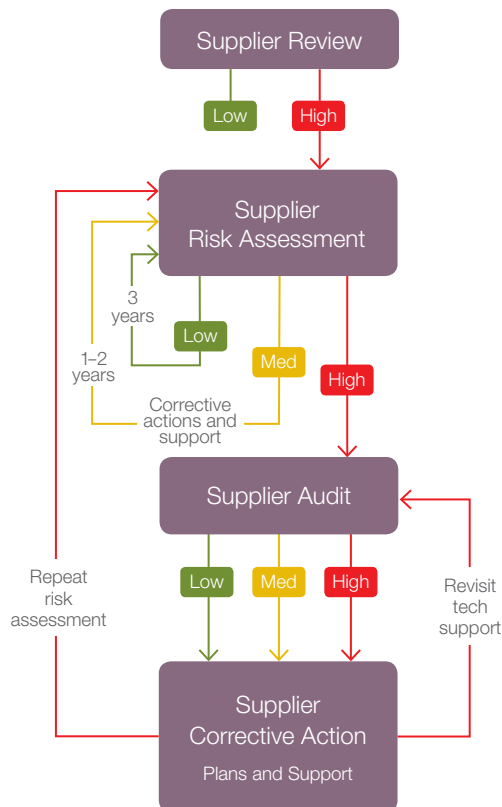 Supplier Review
Low
High
Supplier
Risk Assessment
3
years
Low
1–2
years
Med
High
Corrective
actions and
support
Supplier Audit
Low
Med
High
Repeat
risk
assessment
Revisit
tech
support
Supplier
Corrective Action
Plans and Support